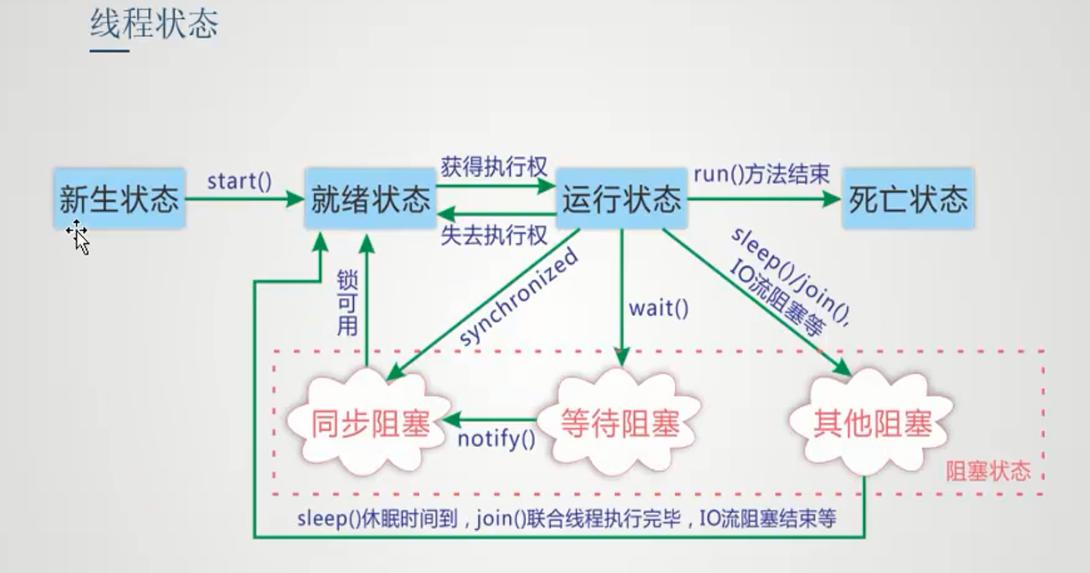 线程状态
新生状态
start()
就绪状态
获得执行权
失去执行权
运行状态
run()方法结束
死亡状态
锁可用
synchronized
wait()
sleep()/join(),
IO流阻塞等
同步阻塞
notify()
等待阻塞
其他阻塞
阻塞状态
sleep()休眠时间到，join()联合线程执行完毕，IO流阻塞结束等